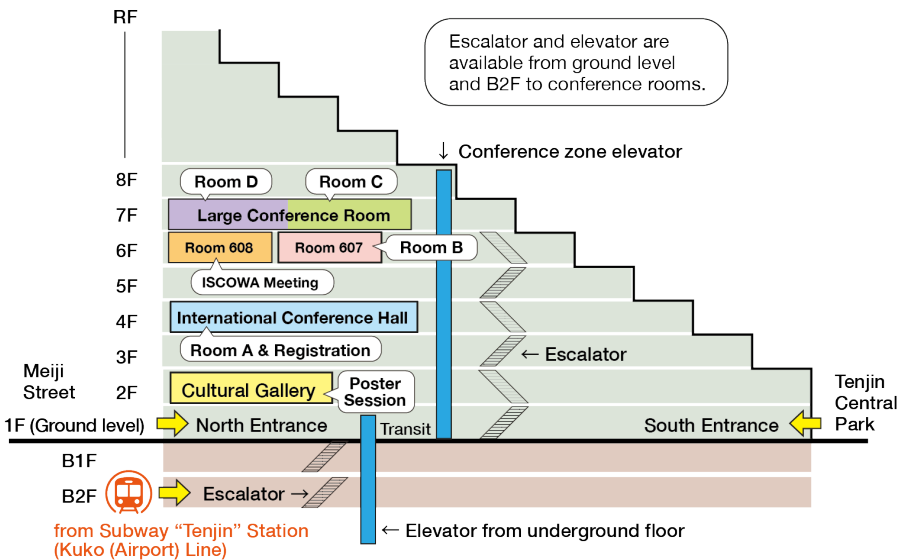 RF
Escalator and elevator are
available from ground level
and B2F to conference rooms.
↓ Conference zone elevator
8F
Room D
Room C
7F
Large Conference Room
6F
Room 608
Room 607
Room B
5F
ISCOWA Meeting
4F
International Conference Hall
3F
Room A & Registration
← Escalator
Meiji
Street
2F
Cultural Gallery
Poster
Session
Tenjin
Central
Park
1F (Ground level)
North Entrance
Transit
South Entrance
B1F
B2F
Escalator →
from Subway “Tenjin” Station
(Kuko (Airport) Line)
← Elevator from underground floor